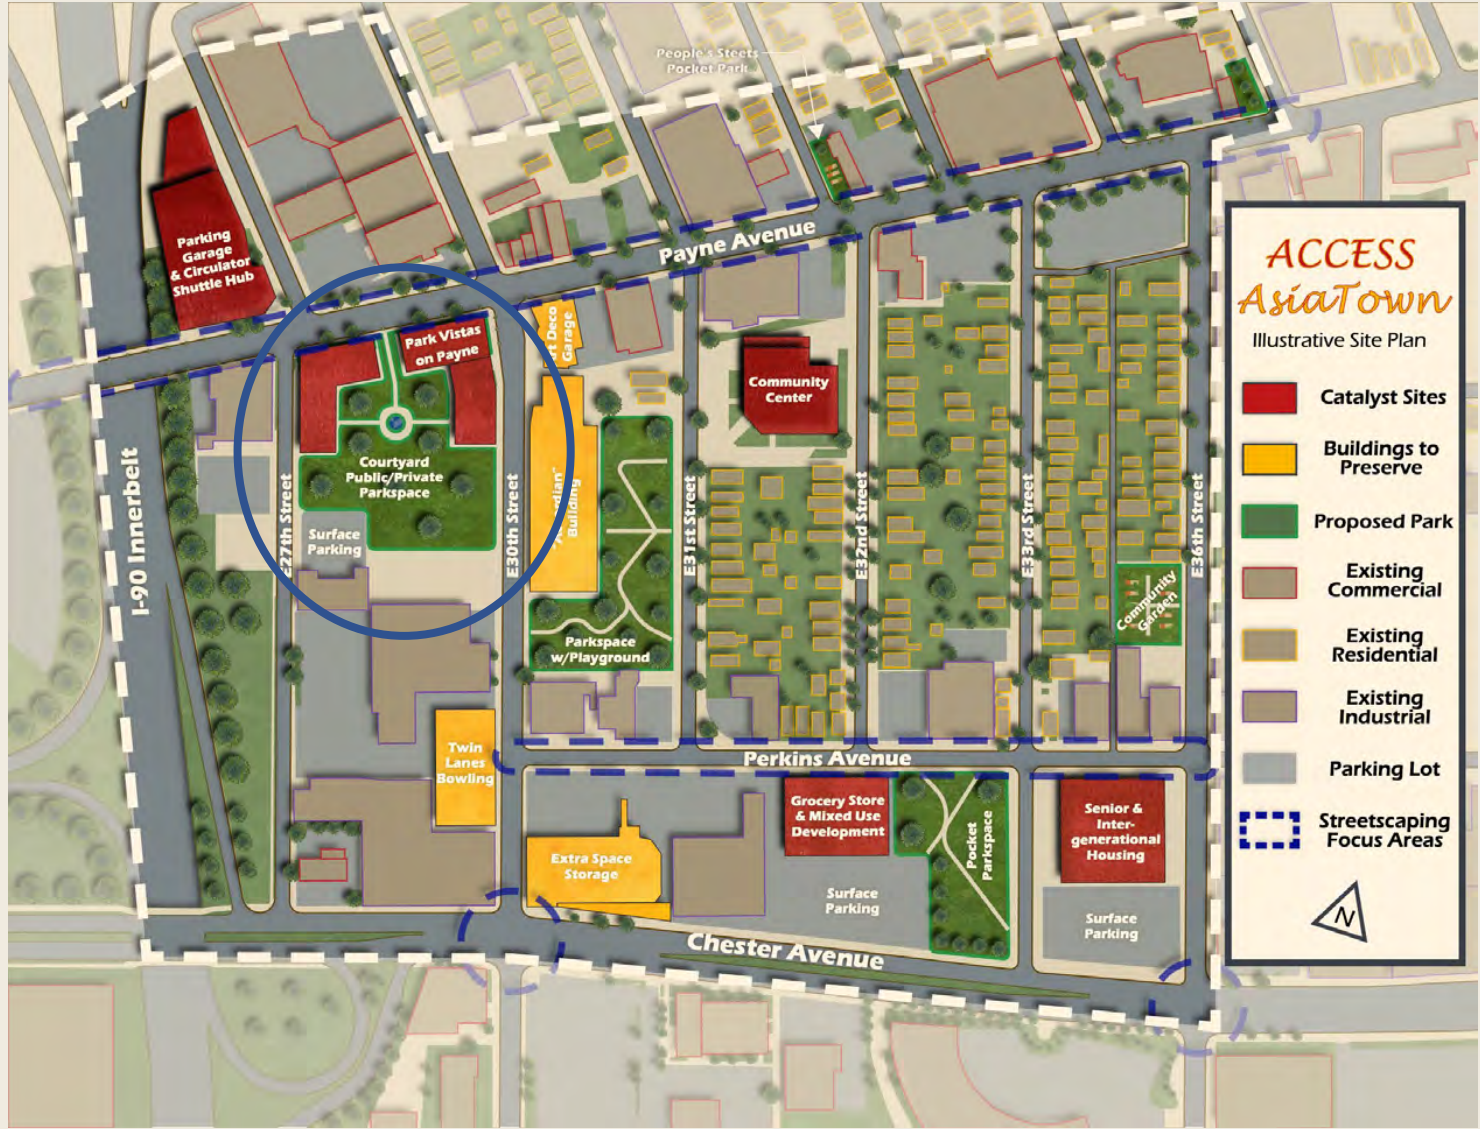 People's Steets
Pocket Park
Parking
Garage
& Circulator
Shuttle Hub
Payne Avenue
Park Vistas
on Payne
Deco
Garage
Community
Center
Courtyard
Public/Private
Parkspace
Surface
Parking
Building
I-90 Innerbelt
E27th Street
E30th Street
E31st Street
E32nd Street
E33rd Street
E36th Street
Community
Garden
Parkspace
w/Playground
Twin
Lanes
Bowling
Perkins Avenue
Grocery Store
& Mixed Use
Development
Pocket
Parkspace
Senior &
Inter-
generational
Housing
Extra Space
Storage
Surface
Parking
Surface
Parking
Chester Avenue
ACCESS
AsiaTown
Illustrative Site Plan
Catalyst Sites
Buildings to
Preserve
Proposed Park
Existing
Commercial
Existing
Residential
Existing
Industrial
Parking Lot
Streetscaping
Focus Areas
N